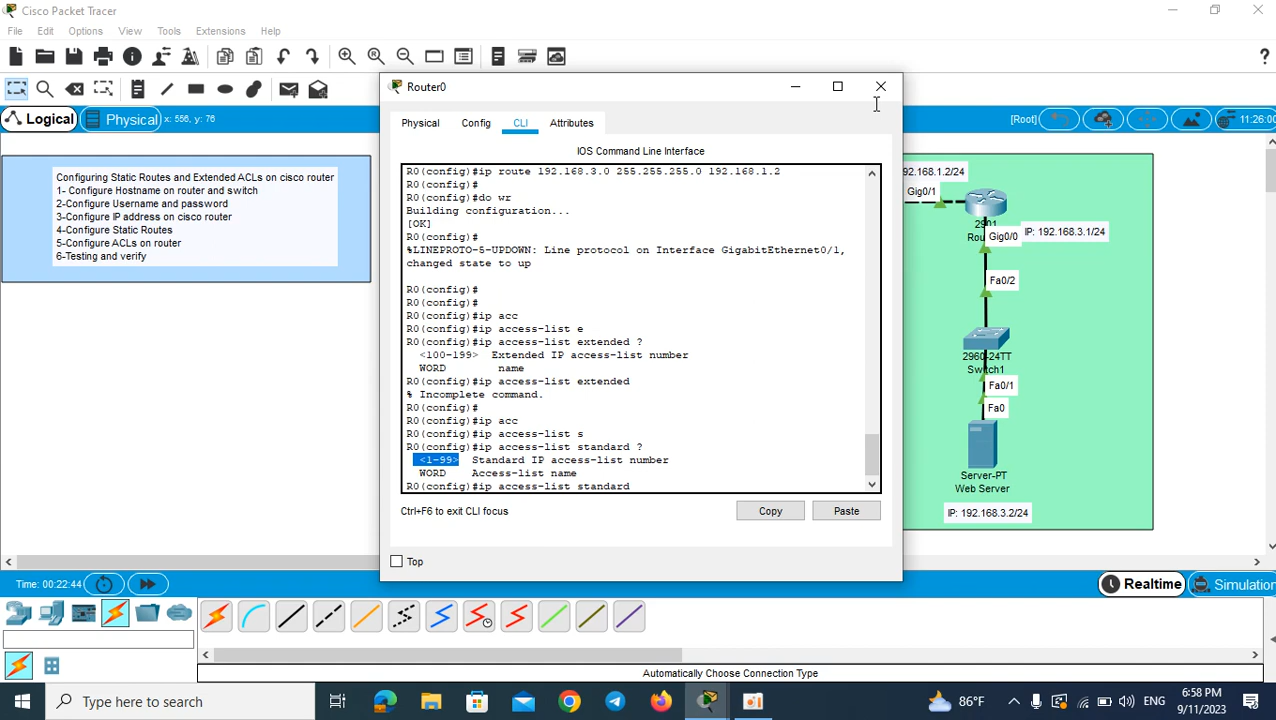 Cisco Packet Tracer
File Edit Options View Tools Extensions Help
Logical Physical x: 556, y: 76
[Root] 11:26:00
Configuring Static Routes and Extended ACLs on cisco router
1- Configure Hostname on router and switch
2-Configure Username and password
3-Configure IP address on cisco router
4-Configure Static Routes
5-Configure ACLs on router
6-Testing and verify
Router0
Physical Config CLI Attributes
IOS Command Line Interface
R0(config)#ip route 192.168.3.0 255.255.255.0 192.168.1.2
R0(config)#
R0(config)#do wr
Building configuration...
[OK]
R0(config)#
%LINEPROTO-5-UPDOWN: Line protocol on Interface GigabitEthernet0/1,
changed state to up
R0(config)#
R0(config)#
R0(config)#ip acc
R0(config)#ip access-list e
R0(config)#ip access-list extended ?
<100-199> Extended IP access-list number
WORD name
R0(config)#ip access-list extended
% Incomplete command.
R0(config)#
R0(config)#ip acc
R0(config)#ip access-list s
R0(config)#ip access-list standard ?
<1-99> Standard IP access-list number
WORD Access-list name
R0(config)#ip access-list standard
Ctrl+F6 to exit CLI focus
Copy Paste
Top
92.168.1.2/24
Gig0/1
2901
Rou
Gig0/0
IP: 192.168.3.1/24
Fa0/2
2960-24TT
Switch1
Fa0/1
Fa0
Server-PT
Web Server
IP: 192.168.3.2/24
Time: 00:22:44
Realtime Simulation
Automatically Choose Connection Type
Type here to search
86°F
ENG
6:58 PM
9/11/2023